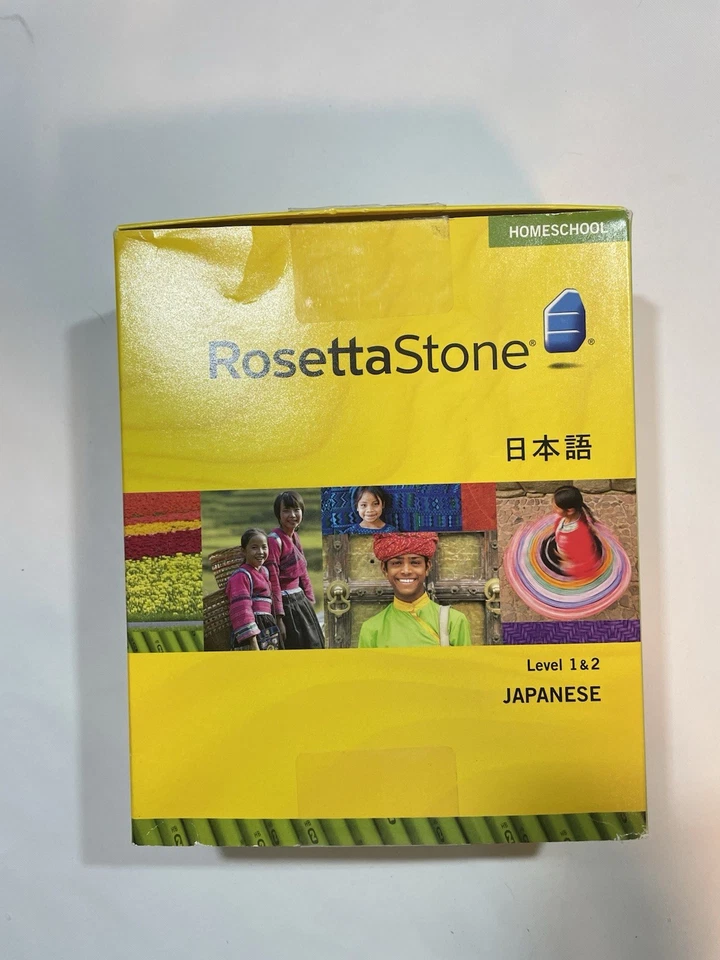 HOMESCHOOL
RosettaStone®
®
日本語
Level 1 & 2
JAPANESE